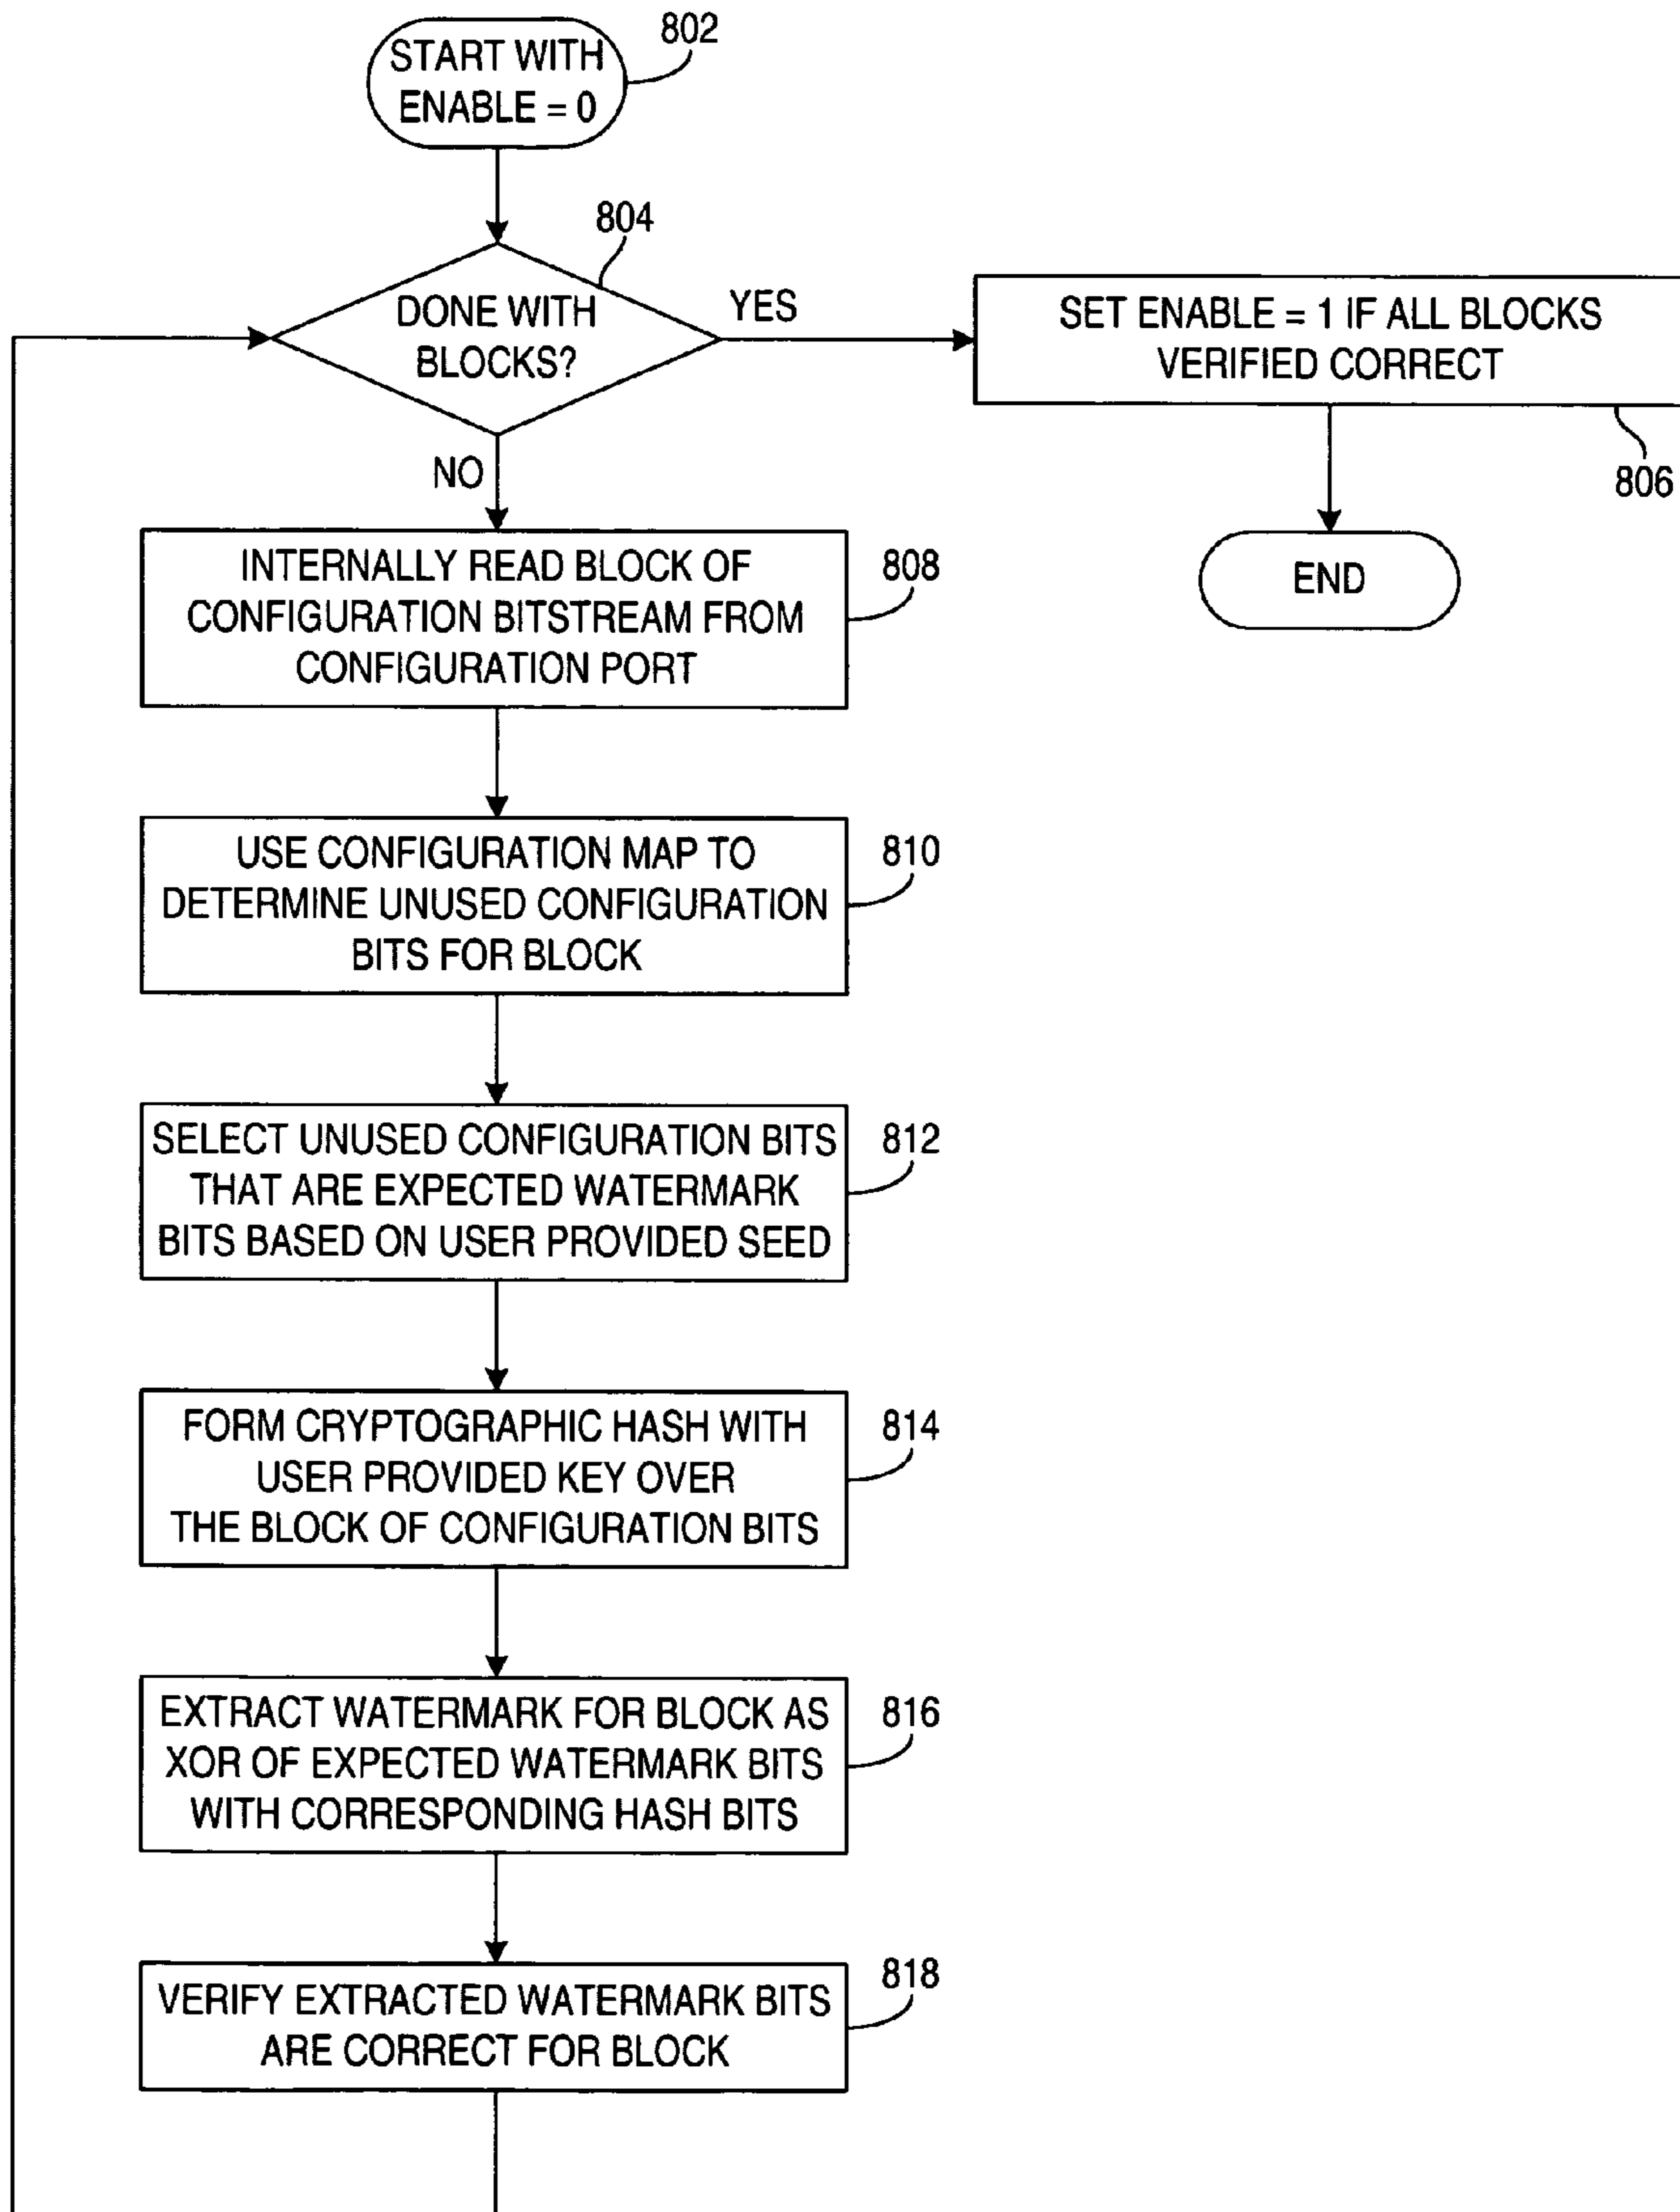 START WITH
ENABLE = 0
802
804
DONE WITH
BLOCKS?
YES
SET ENABLE = 1 IF ALL BLOCKS
VERIFIED CORRECT
806
END
NO
INTERNALLY READ BLOCK OF
CONFIGURATION BITSTREAM FROM
CONFIGURATION PORT
808
USE CONFIGURATION MAP TO
DETERMINE UNUSED CONFIGURATION
BITS FOR BLOCK
810
SELECT UNUSED CONFIGURATION BITS
THAT ARE EXPECTED WATERMARK
BITS BASED ON USER PROVIDED SEED
812
FORM CRYPTOGRAPHIC HASH WITH
USER PROVIDED KEY OVER
THE BLOCK OF CONFIGURATION BITS
814
EXTRACT WATERMARK FOR BLOCK AS
XOR OF EXPECTED WATERMARK BITS
WITH CORRESPONDING HASH BITS
816
VERIFY EXTRACTED WATERMARK BITS
ARE CORRECT FOR BLOCK
818